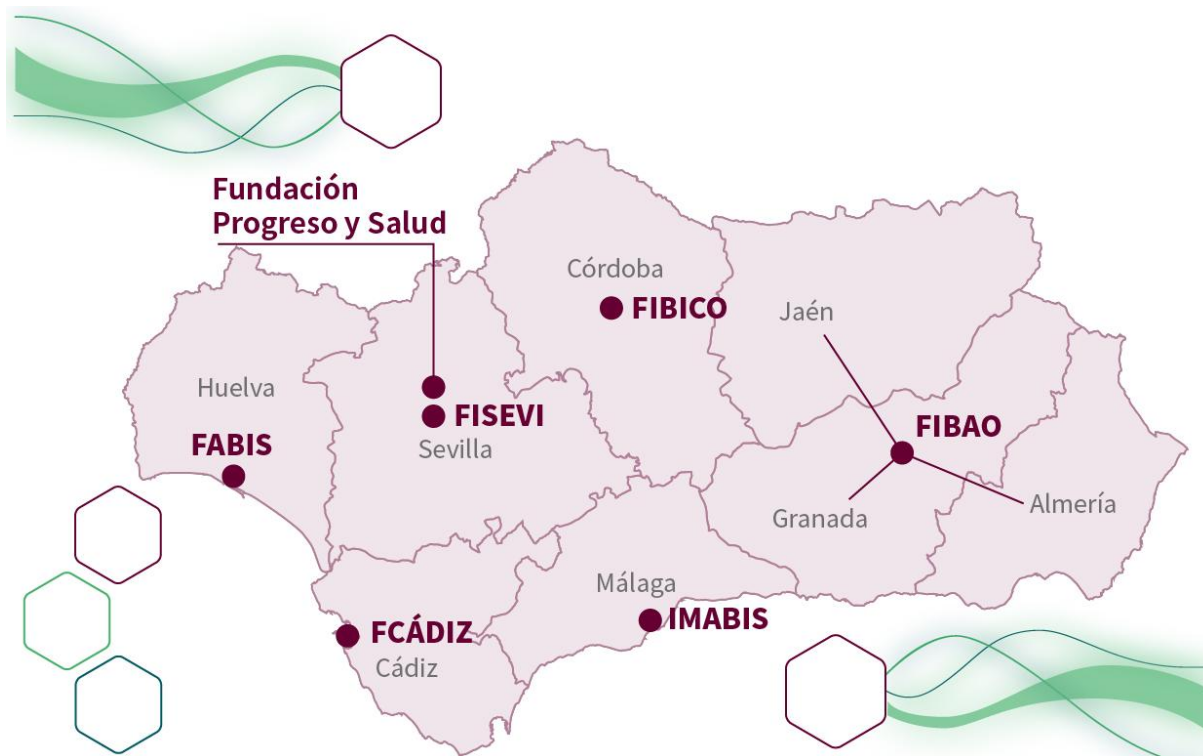 Fundación
Progreso y Salud
Córdoba
FIBICO
Jaén
Huelva
FABIS
FISEVI
Sevilla
FIBAO
Granada
Almería
Málaga
IMABIS
FCÁDIZ
Cádiz